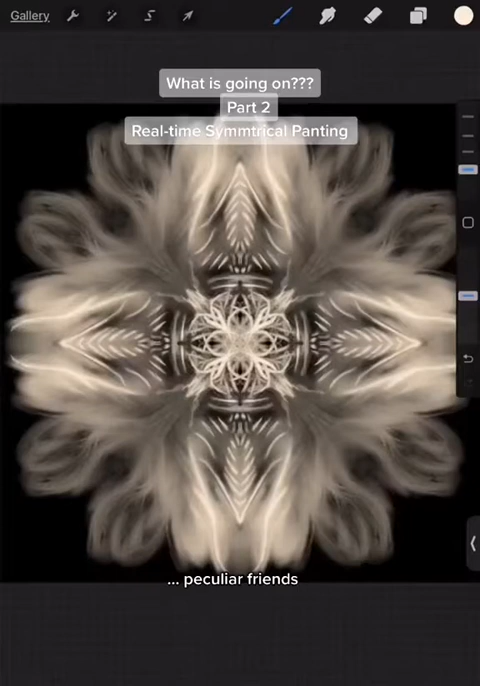 Gallery
What is going on???
Part 2
Real-time Symmtrical Panting
... peculiar friends